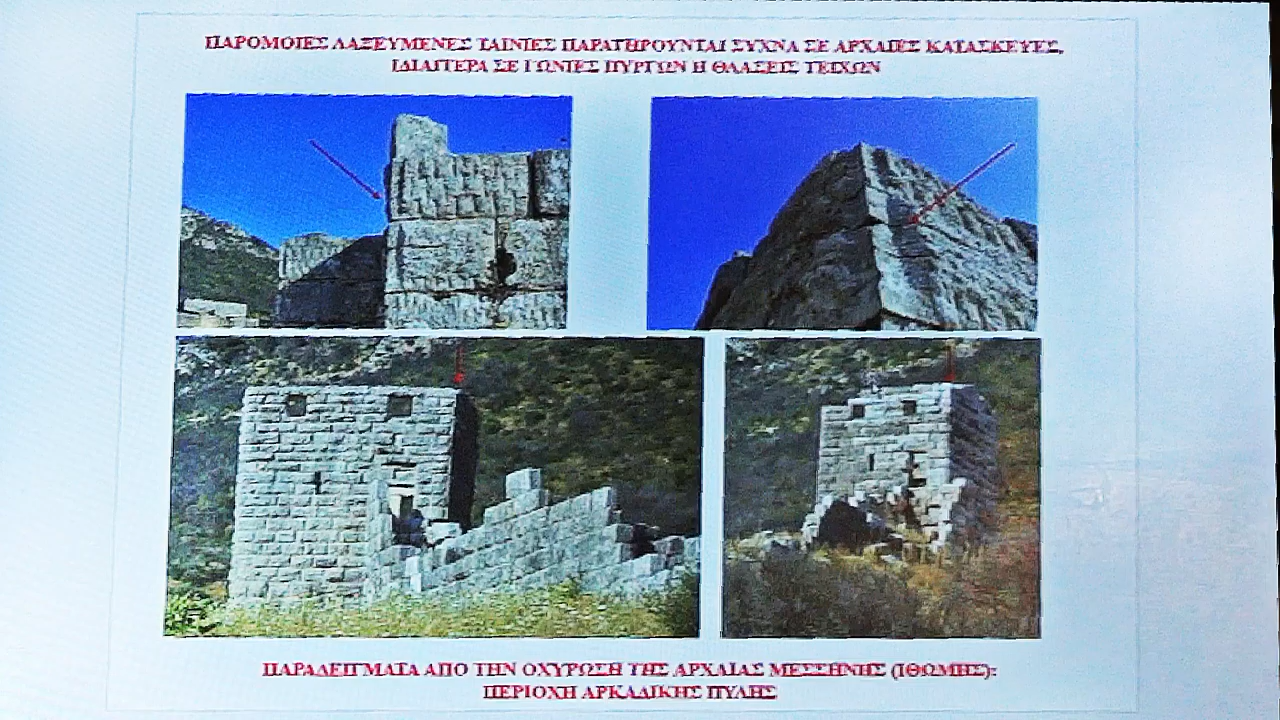 ΠΑΡΟΜΟΙΕΣ ΛΑΞΕΥΜΕΝΕΣ ΤΑΙΝΙΕΣ ΠΑΡΑΤΗΡΟΥΝΤΑΙ ΣΥΧΝΑ ΣΕ ΑΡΧΑΙΕΣ ΚΑΤΑΣΚΕΥΕΣ,
ΙΔΙΑΙΤΕΡΑ ΣΕ ΓΩΝΙΕΣ ΠΥΡΓΩΝ Η ΘΛΑΣΕΙΣ ΤΕΙΧΩΝ
ΠΑΡΑΔΕΙΓΜΑΤΑ ΑΠΟ ΤΗΝ ΟΧΥΡΩΣΗ ΤΗΣ ΑΡΧΑΙΑΣ ΜΕΣΣΗΝΗΣ (ΙΘΩΜΗΣ):
ΠΕΡΙΟΧΗ ΑΡΚΑΔΙΚΗΣ ΠΥΛΗΣ